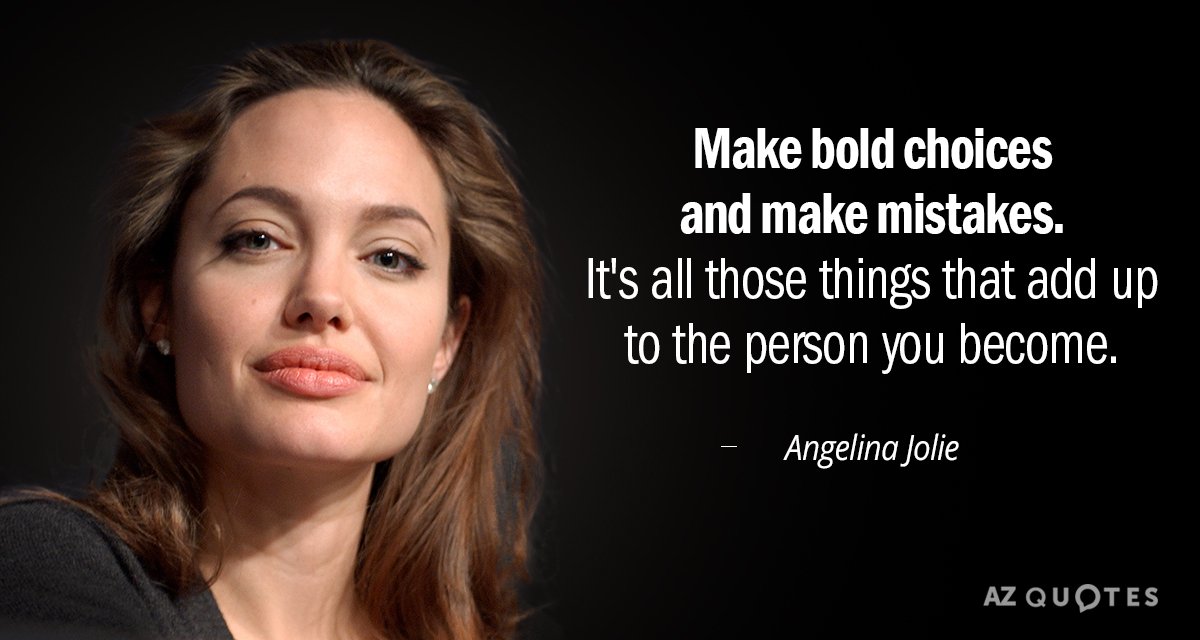 Make bold choices
and make mistakes.
It's all those things that add up
to the person you become.
— Angelina Jolie
AZ QUOTES